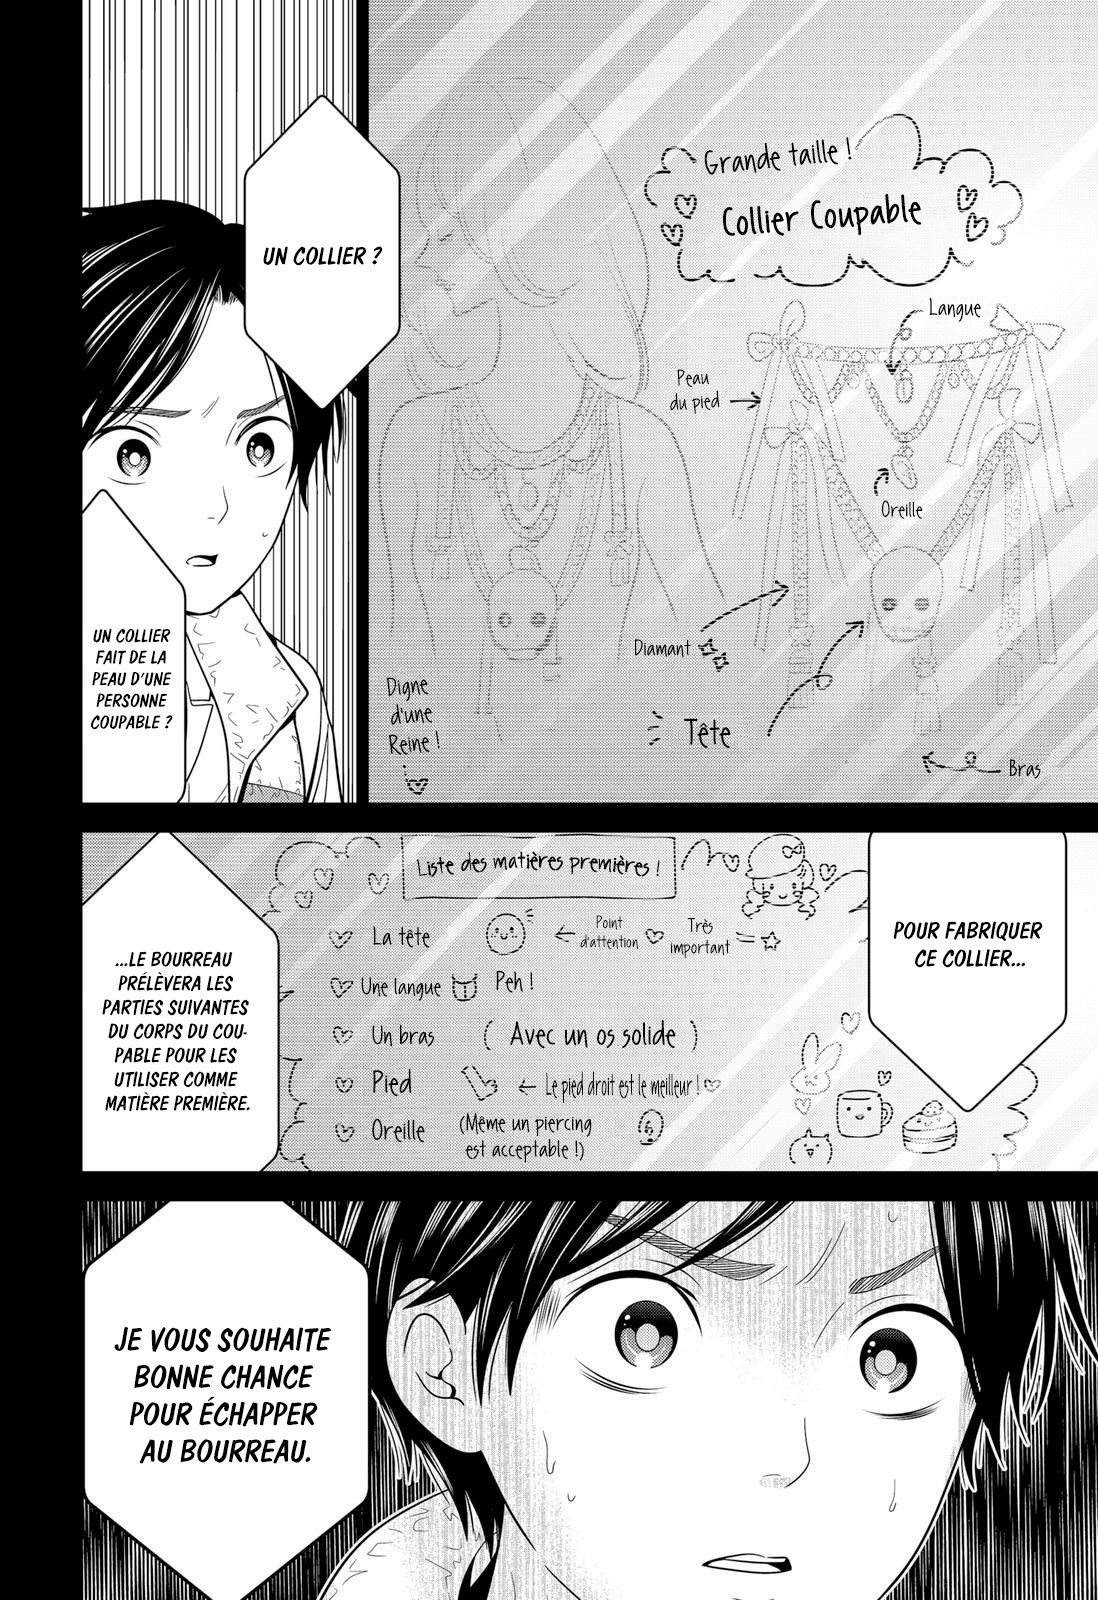 Grande taille !
Collier Coupable
UN COLLIER ?
Langue
Peau
du pied
Oreille
Diamant
Digne
d'une
Reine !
Tête
Bras
UN COLLIER
FAIT DE LA
PEAU D'UNE
PERSONNE
COUPABLE ?
POUR FABRIQUER
CE COLLIER...
Liste des matières premières !
La tête
Point
d'attention
Très
important
Une langue
Peh !
Un bras
( Avec un os solide )
Pied
Le pied droit est le meilleur !
Oreille
(Même un piercing
est acceptable !)
...LE BOURREAU
PRÉLÈVERA LES
PARTIES SUIVANTES
DU CORPS DU COU-
PABLE POUR LES
UTILISER COMME
MATIÈRE PREMIÈRE.
JE VOUS SOUHAITE
BONNE CHANCE
POUR ÉCHAPPER
AU BOURREAU.